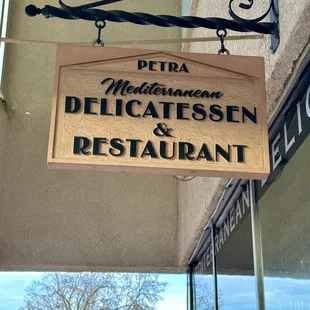 PETRA
Mediterranean
DELICATESSEN
&
RESTAURANT